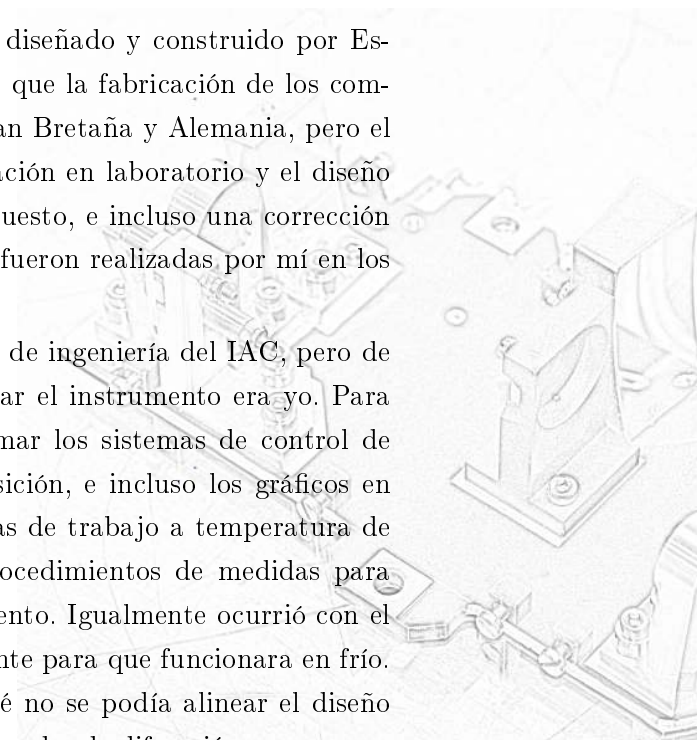 diseñado y construido por Es-
que la fabricación de los com-
an Bretaña y Alemania, pero el
ación en laboratorio y el diseño
uesto, e incluso una corrección
fueron realizadas por mí en los
de ingeniería del IAC, pero de
ar el instrumento era yo. Para
mar los sistemas de control de
sición, e incluso los gráficos en
as de trabajo a temperatura de
ocedimientos de medidas para
ento. Igualmente ocurrió con el
nte para que funcionara en frío.
é no se podía alinear el diseño